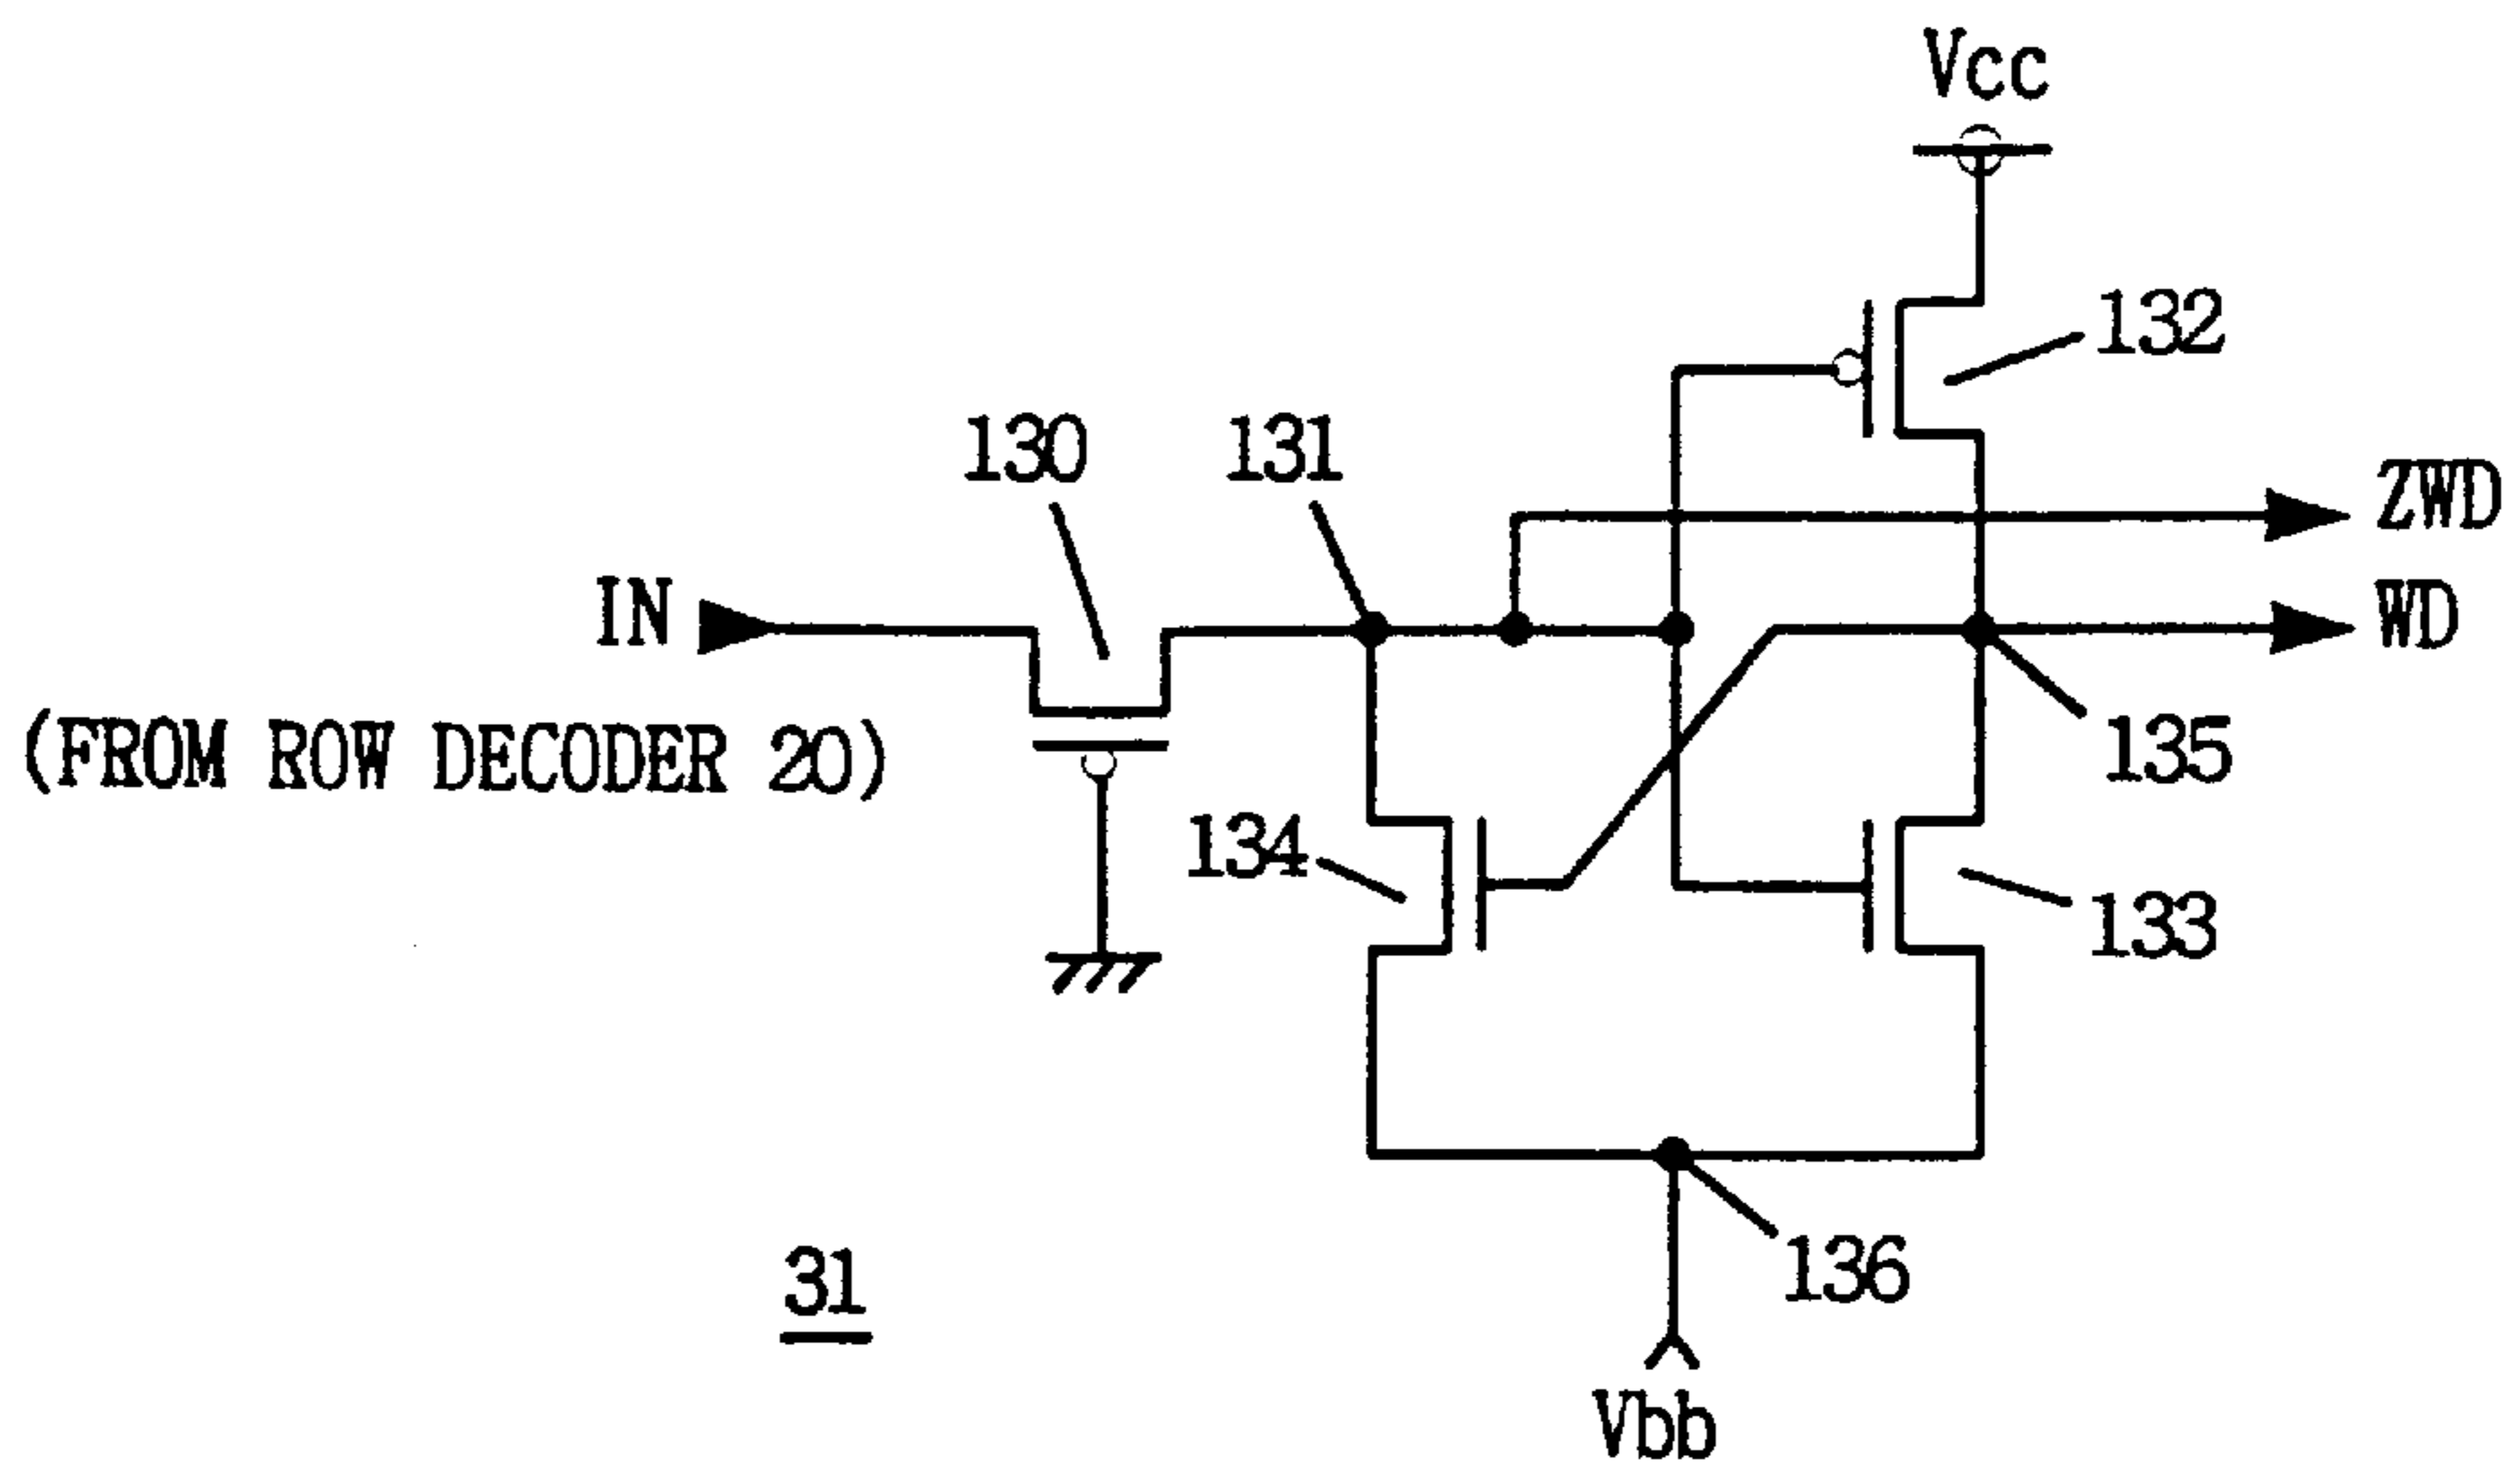 Vcc
132
130
131
ZWD
IN
WD
(FROM ROW DECODER 20)
135
134
133
136
31
Vbb